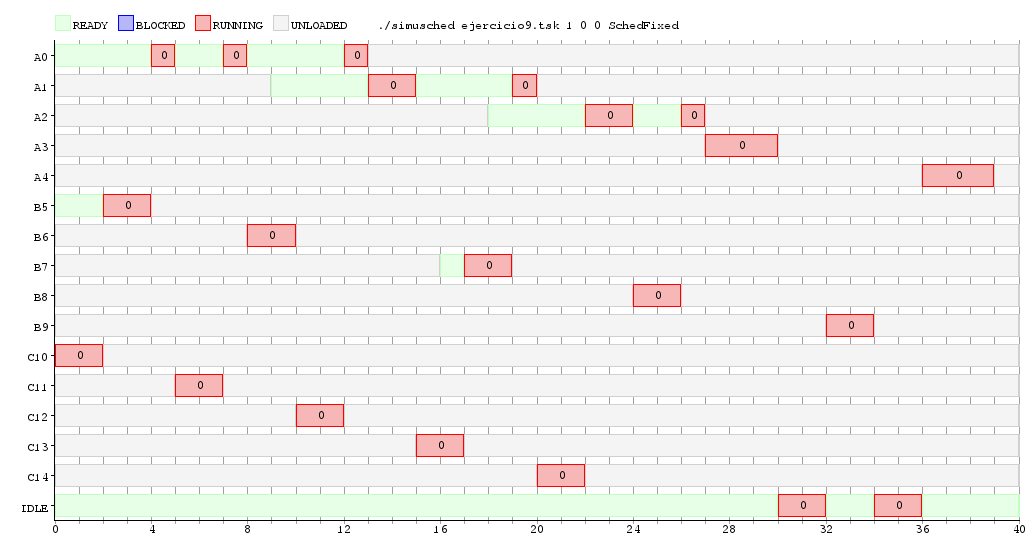 READY BLOCKED RUNNING UNLOADED ./simusched ejercicio9.tsk 1 0 0 SchedFixed
A0 0 0 0
A1 0 0
A2 0 0
A3 0
A4 0
B5 0
B6 0
B7 0
B8 0
B9 0
C10 0
C11 0
C12 0
C13 0
C14 0
IDLE 0 0
0 4 8 12 16 20 24 28 32 36 40